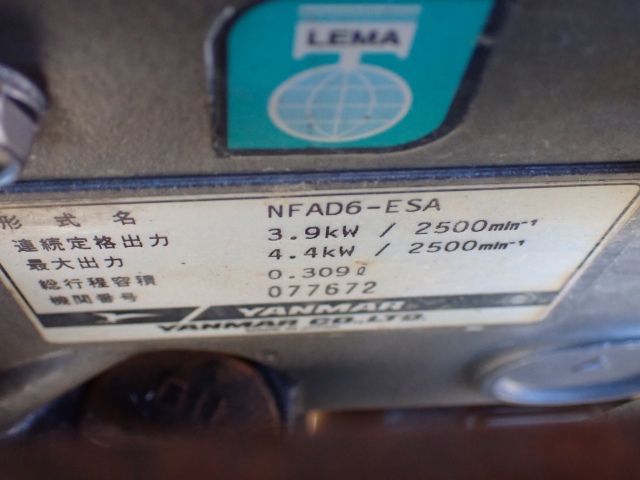 LEMA
形式名 NFAD6-ESA
連続定格出力 3.9kW / 2500min⁻¹
最大出力 4.4kW / 2500min⁻¹
総行程容積 0.309ℓ
機関番号 077672
YANMAR
YANMAR CO.,LTD.